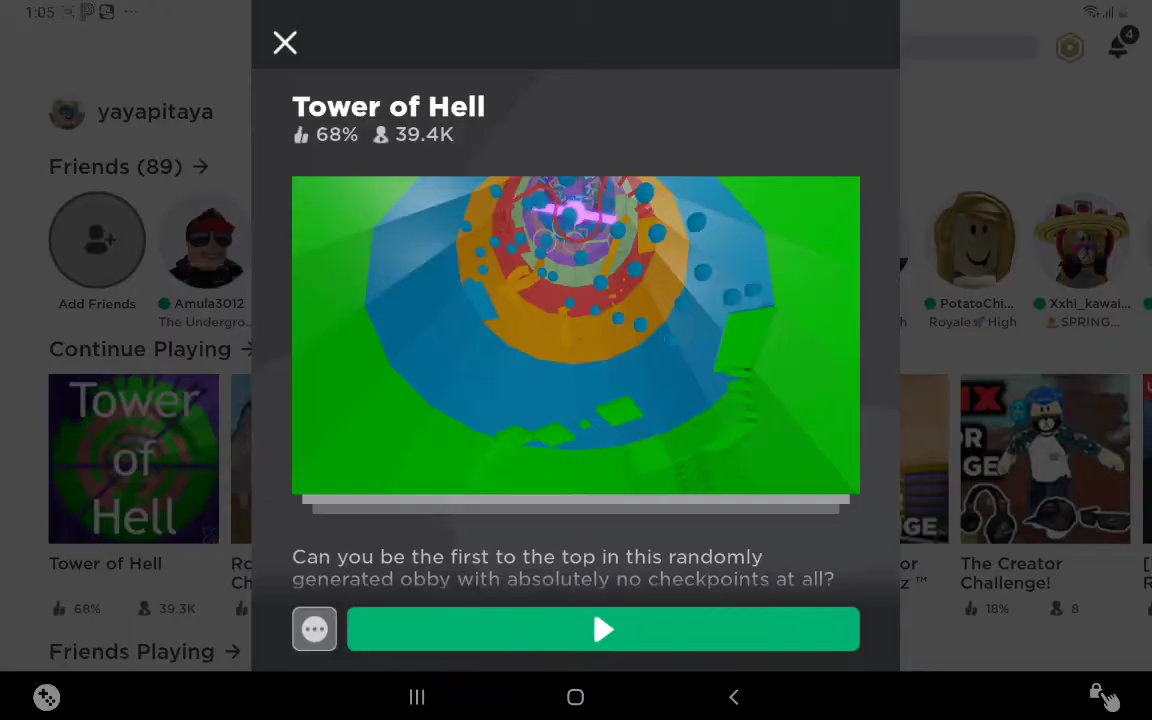 1:05
4
Tower of Hell
68% 39.4K
yayapitaya
Friends (89) →
Add Friends
Amula3012
The Undergro...
PotatoChi...
Royale🚀High
Xxhi_kawai...
SPRING...
Continue Playing →
Tower
of
Hell
Tower of Hell
68% 39.3K
The Creator
Challenge!
18% 8
Can you be the first to the top in this randomly
generated obby with absolutely no checkpoints at all?
Friends Playing →